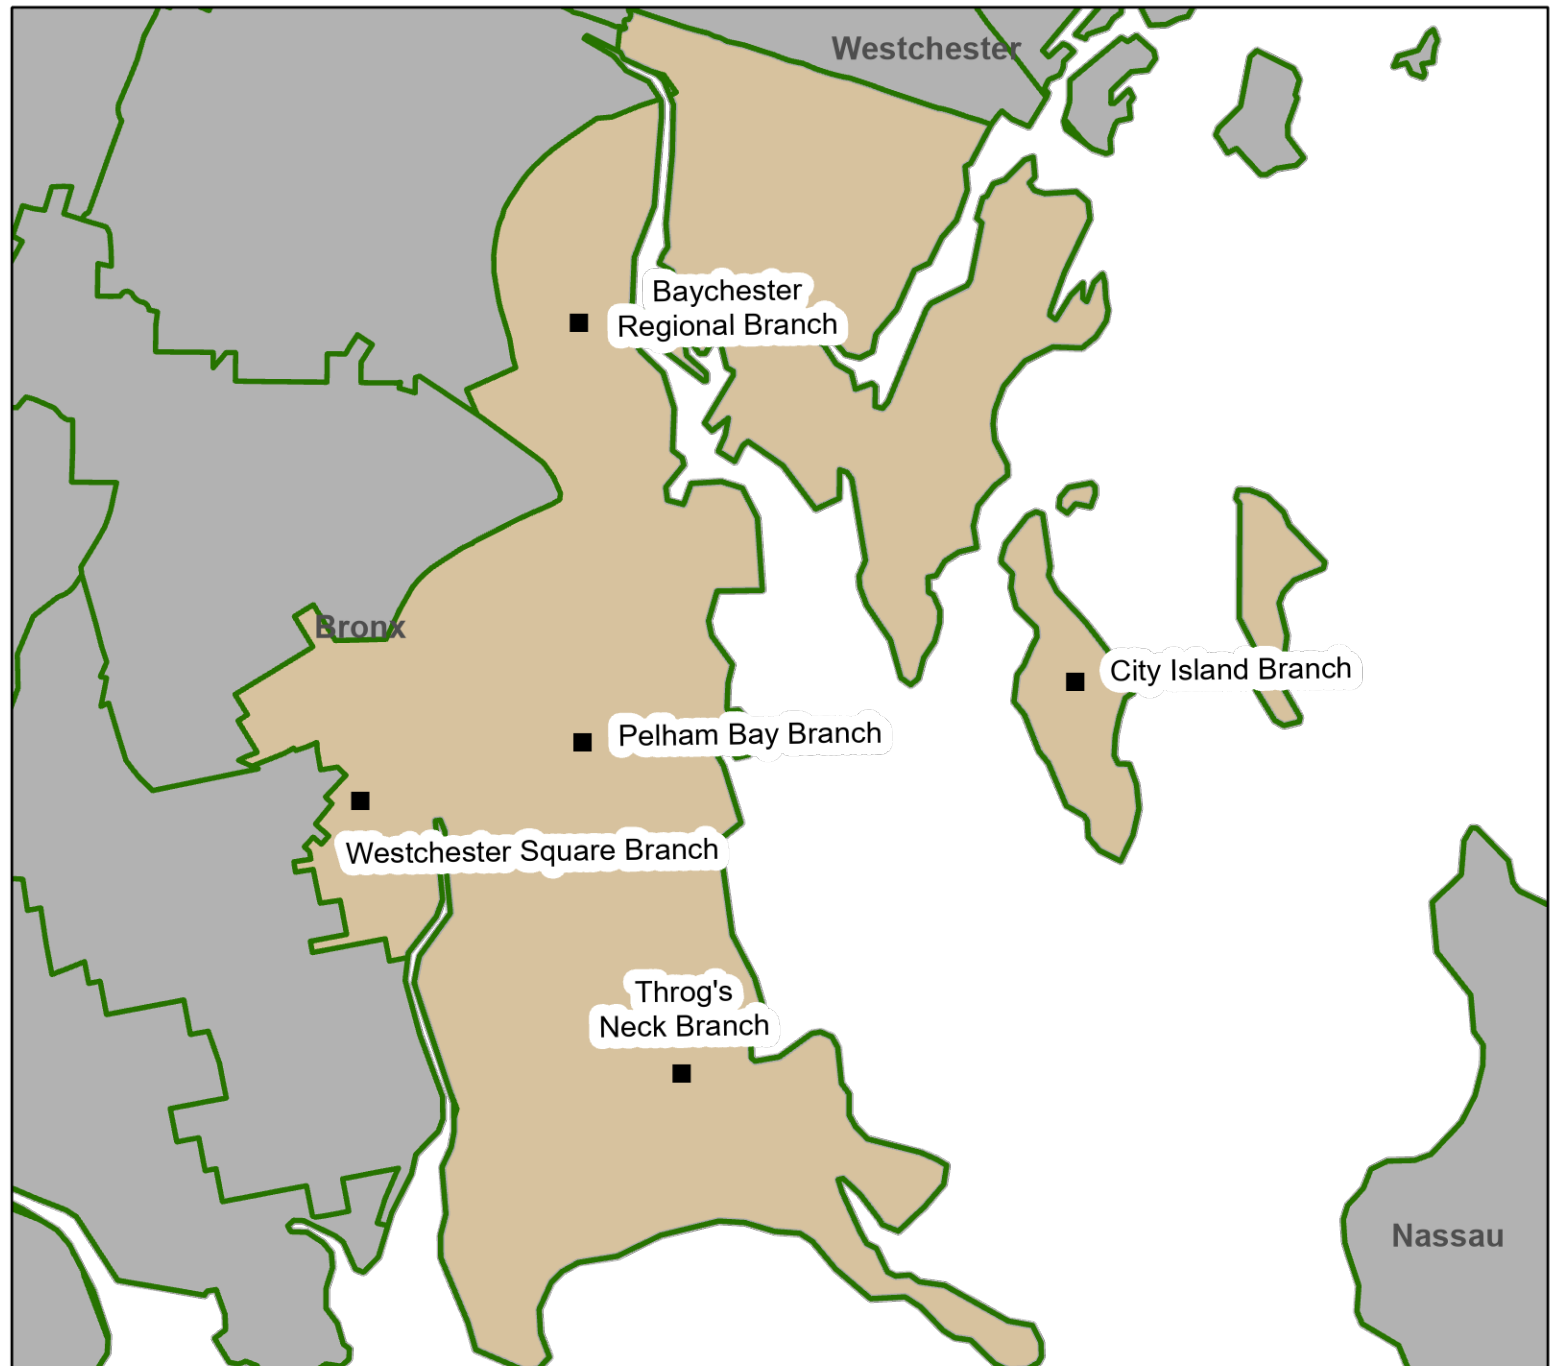 Westchester
Baychester
Regional Branch
Bronx
City Island Branch
Pelham Bay Branch
Westchester Square Branch
Throg's
Neck Branch
Nassau